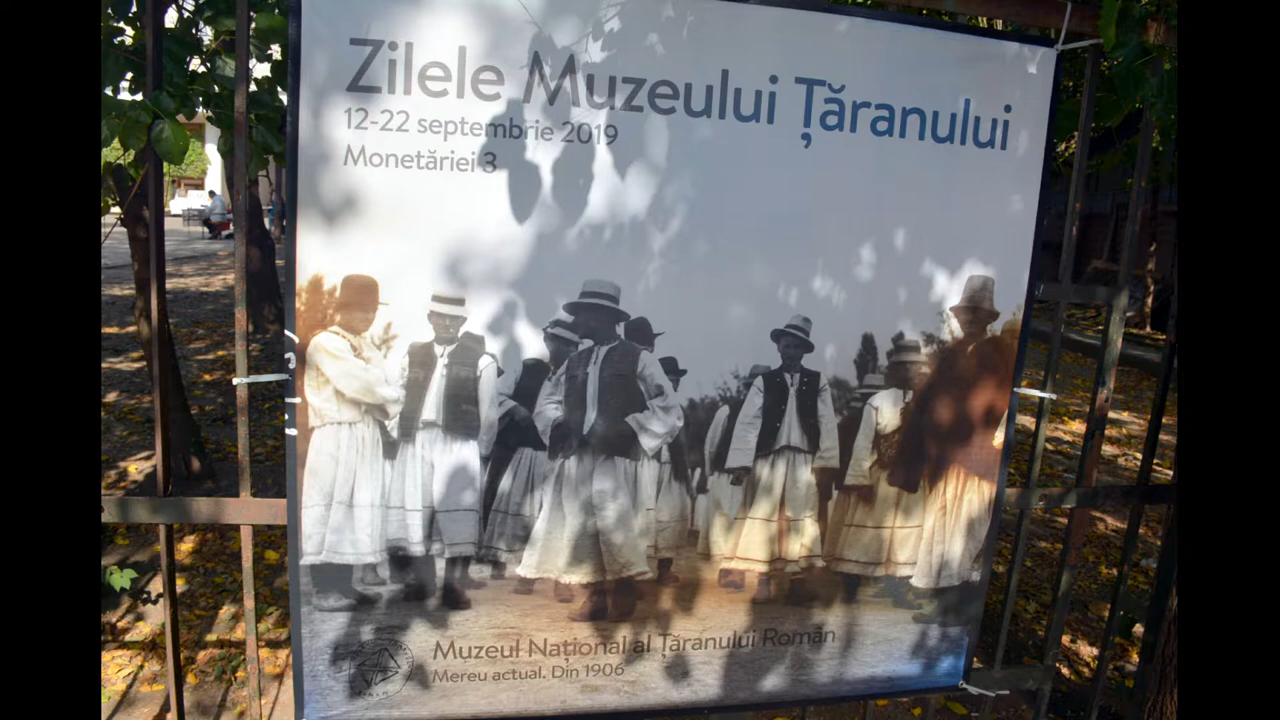 Zilele Muzeului Țăranului
12-22 septembrie 2019
Monetăriei 3
Muzeul Național al Țăranului Român
Mereu actual. Din 1906